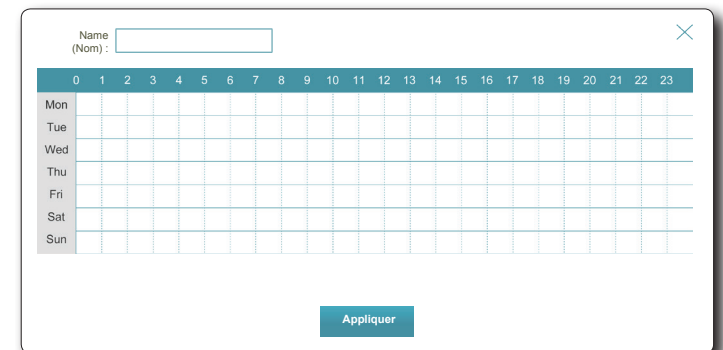 Name
(Nom) :
0 1 2 3 4 5 6 7 8 9 10 11 12 13 14 15 16 17 18 19 20 21 22 23
Mon
Tue
Wed
Thu
Fri
Sat
Sun
Appliquer